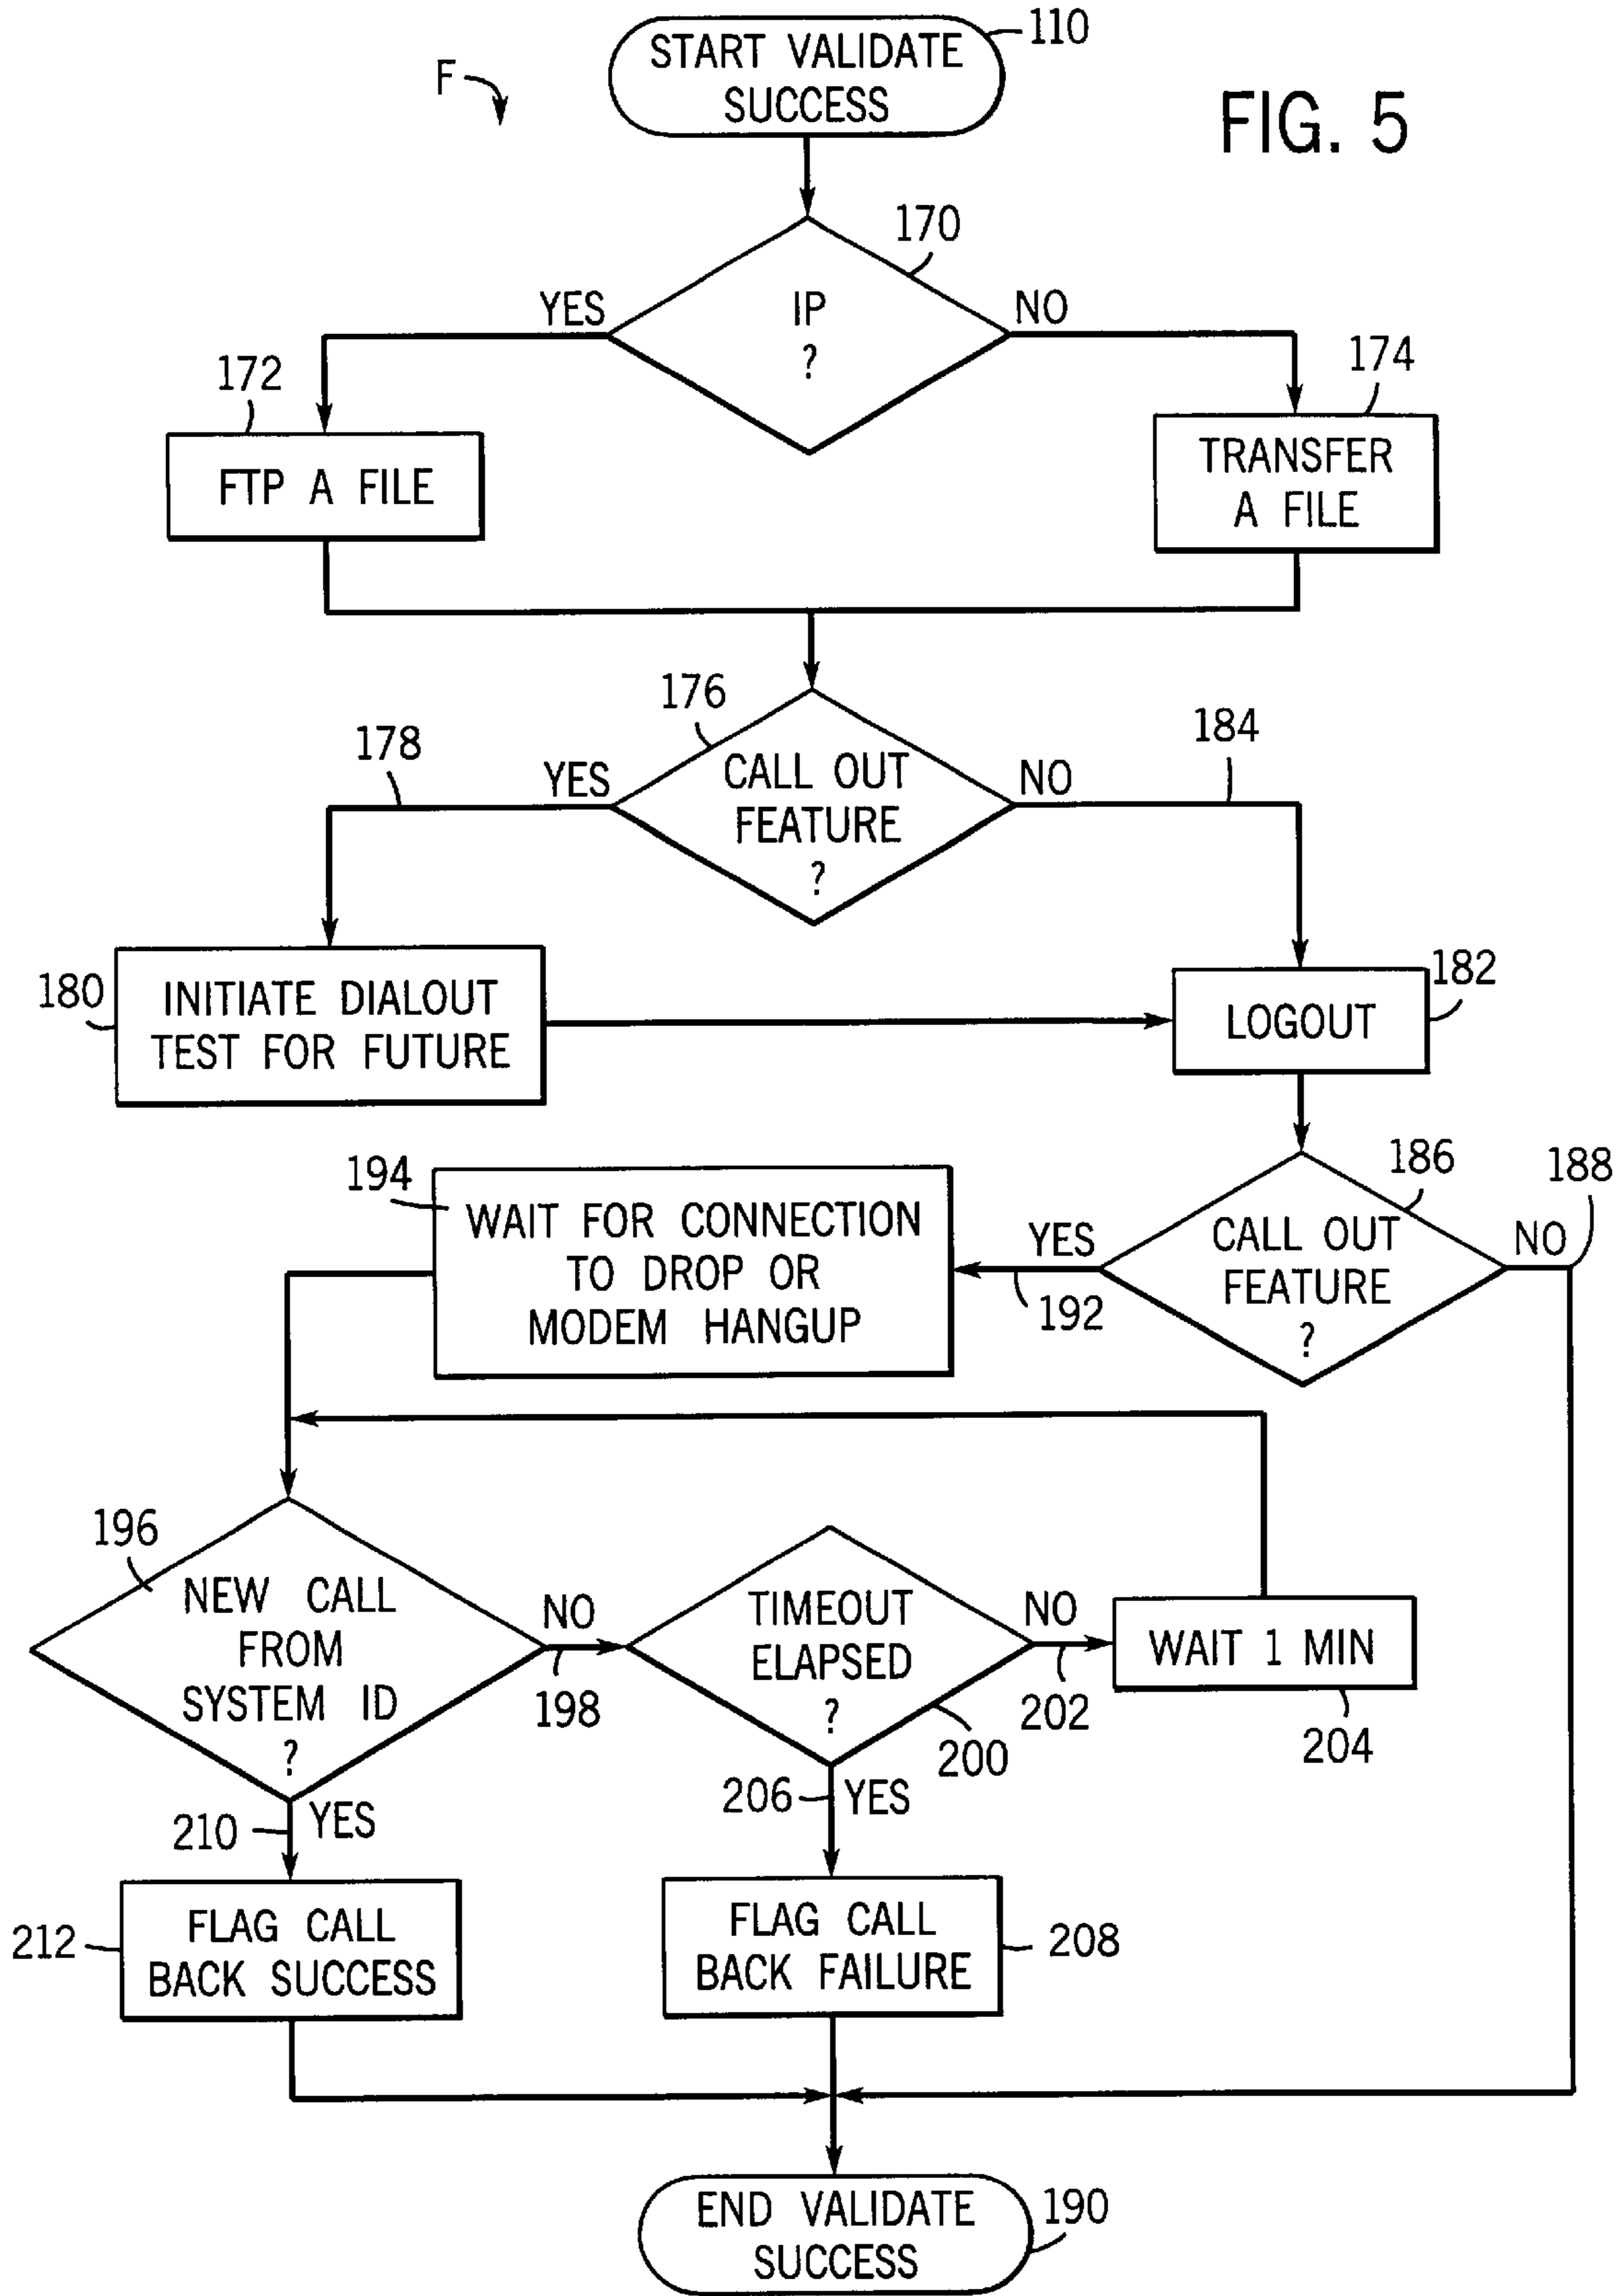 START VALIDATE
SUCCESS
110
F
FIG. 5
170
IP
?
YES
NO
172
FTP A FILE
174
TRANSFER
A FILE
176
CALL OUT
FEATURE
?
178
YES
NO
184
180
INITIATE DIALOUT
TEST FOR FUTURE
182
LOGOUT
186
188
CALL OUT
FEATURE
?
YES
192
NO
194
WAIT FOR CONNECTION
TO DROP OR
MODEM HANGUP
196
NEW CALL
FROM
SYSTEM ID
?
NO
198
TIMEOUT
ELAPSED
?
200
NO
202
WAIT 1 MIN
204
210
YES
206
YES
212
FLAG CALL
BACK SUCCESS
FLAG CALL
BACK FAILURE
208
END VALIDATE
SUCCESS
190